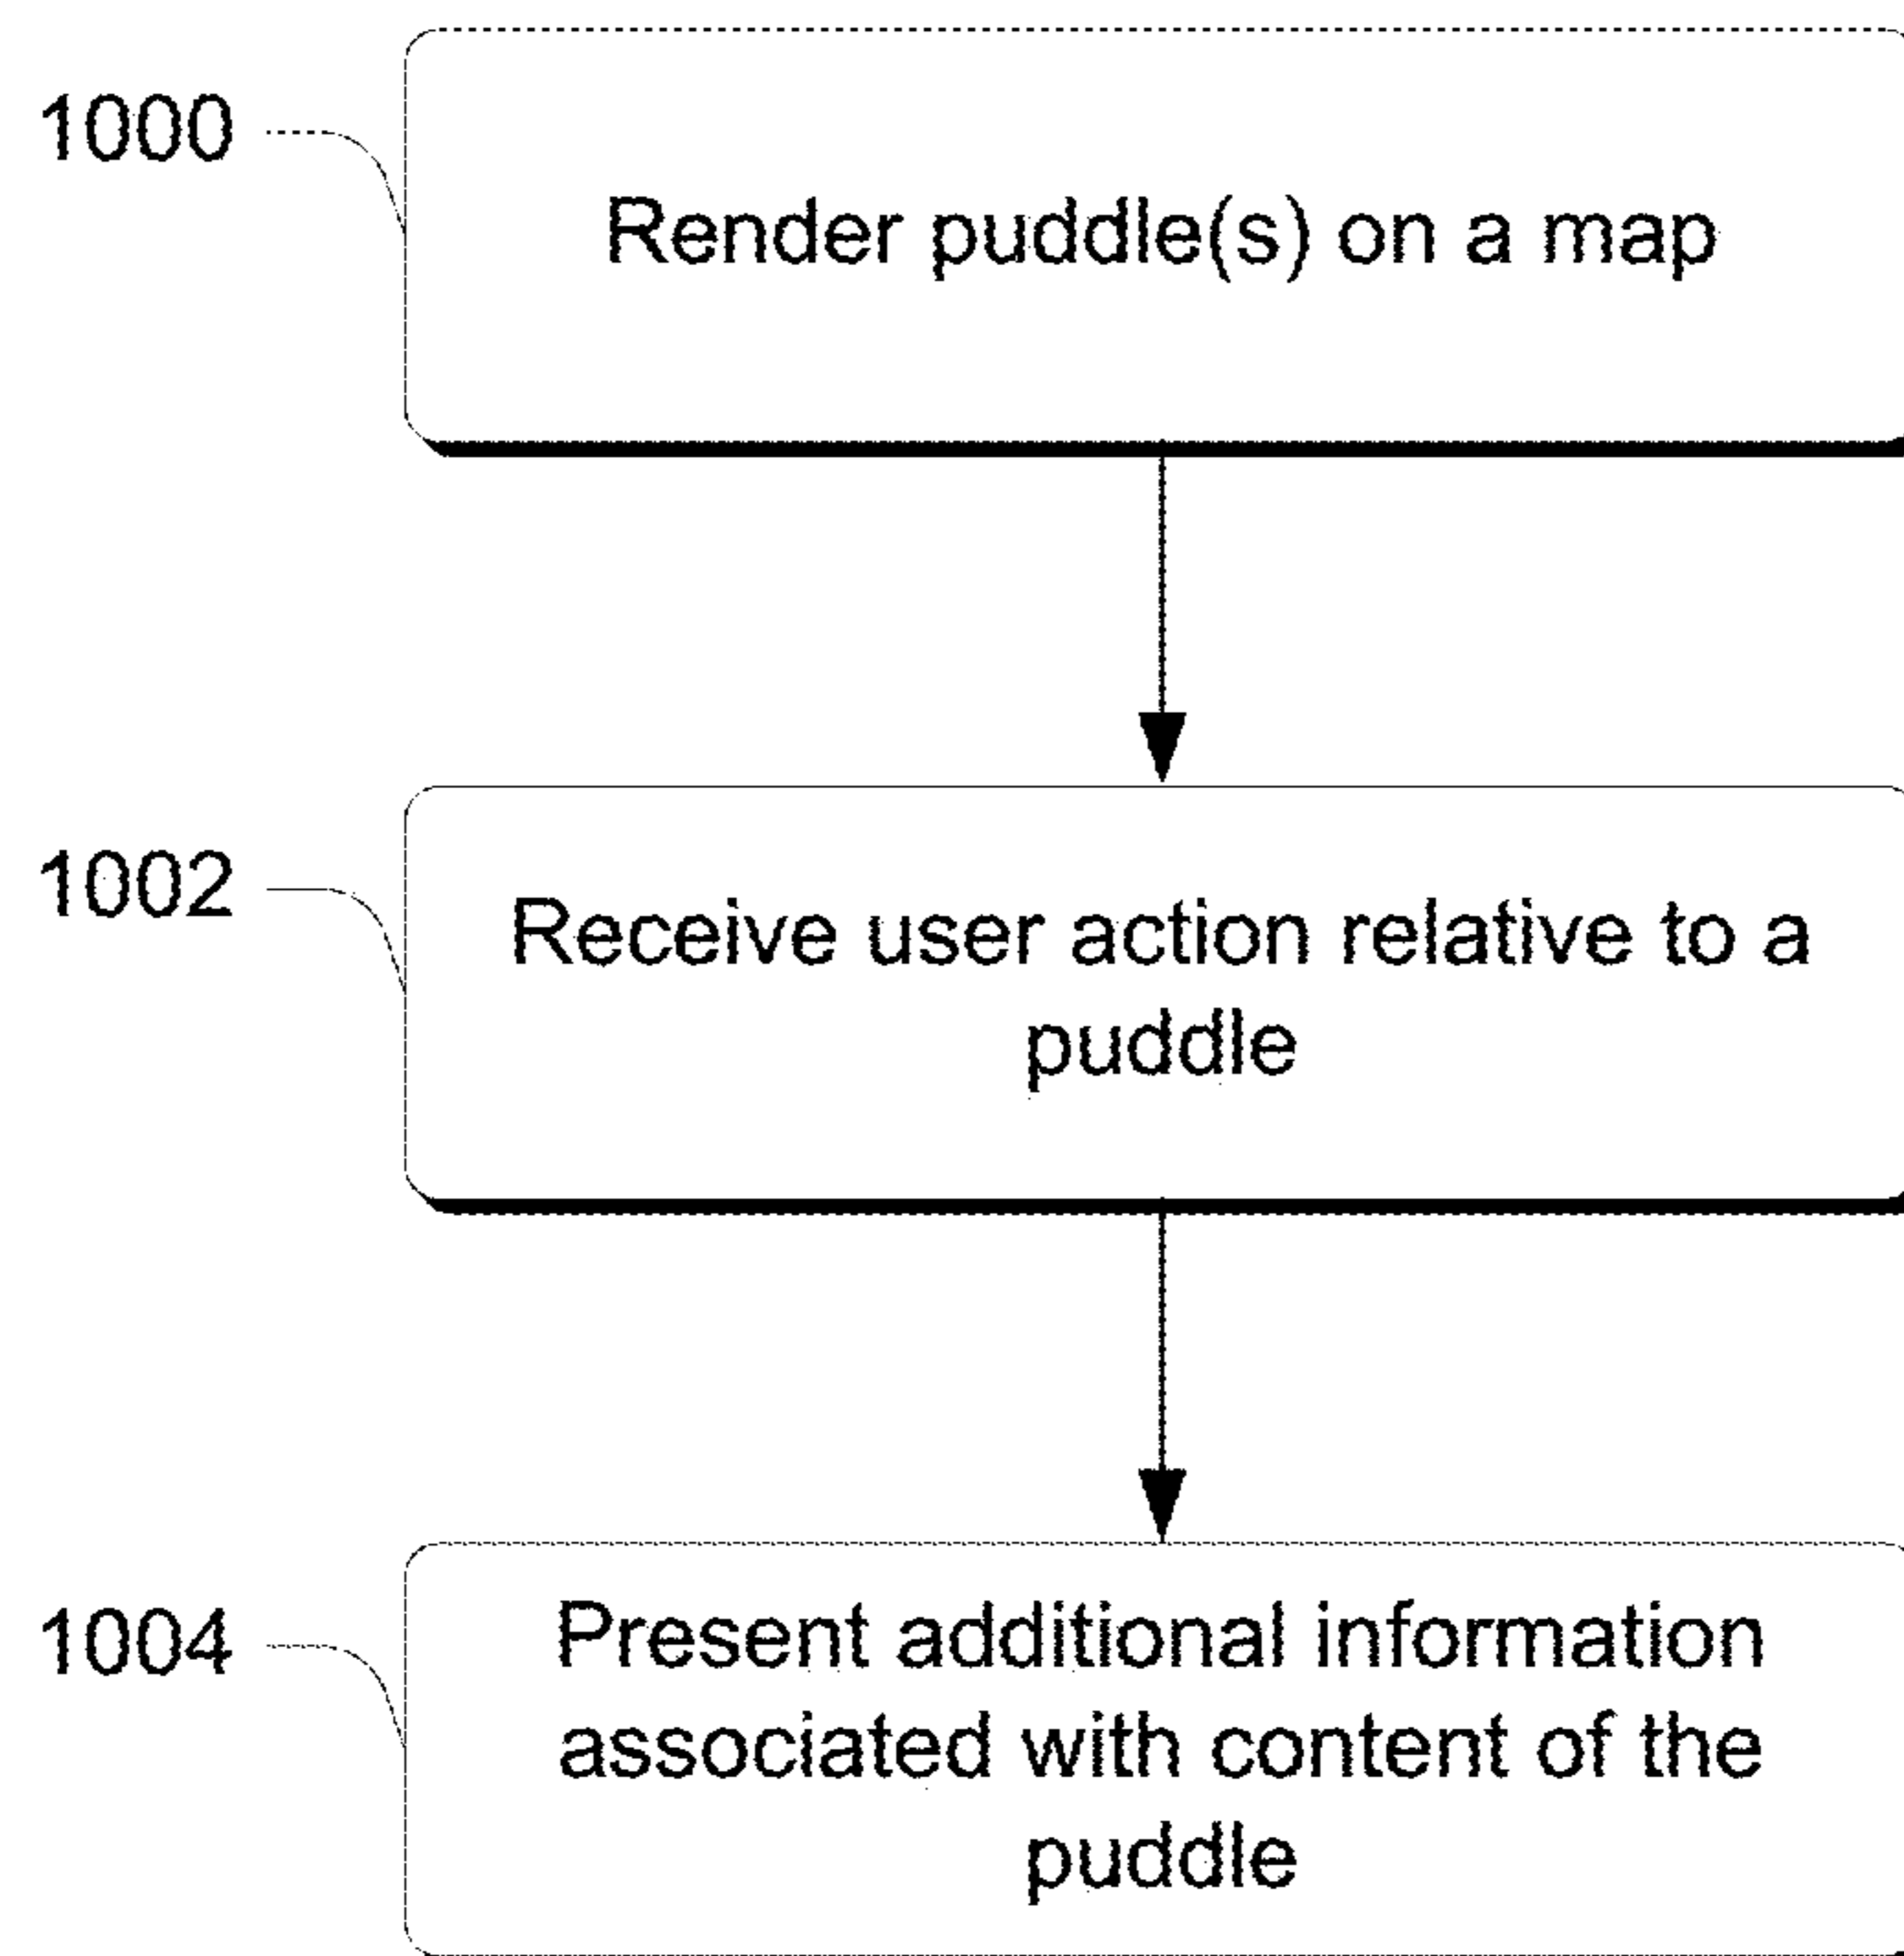 1000
Render puddle(s) on a map
1002
Receive user action relative to a
puddle
1004
Present additional information
associated with content of the
puddle